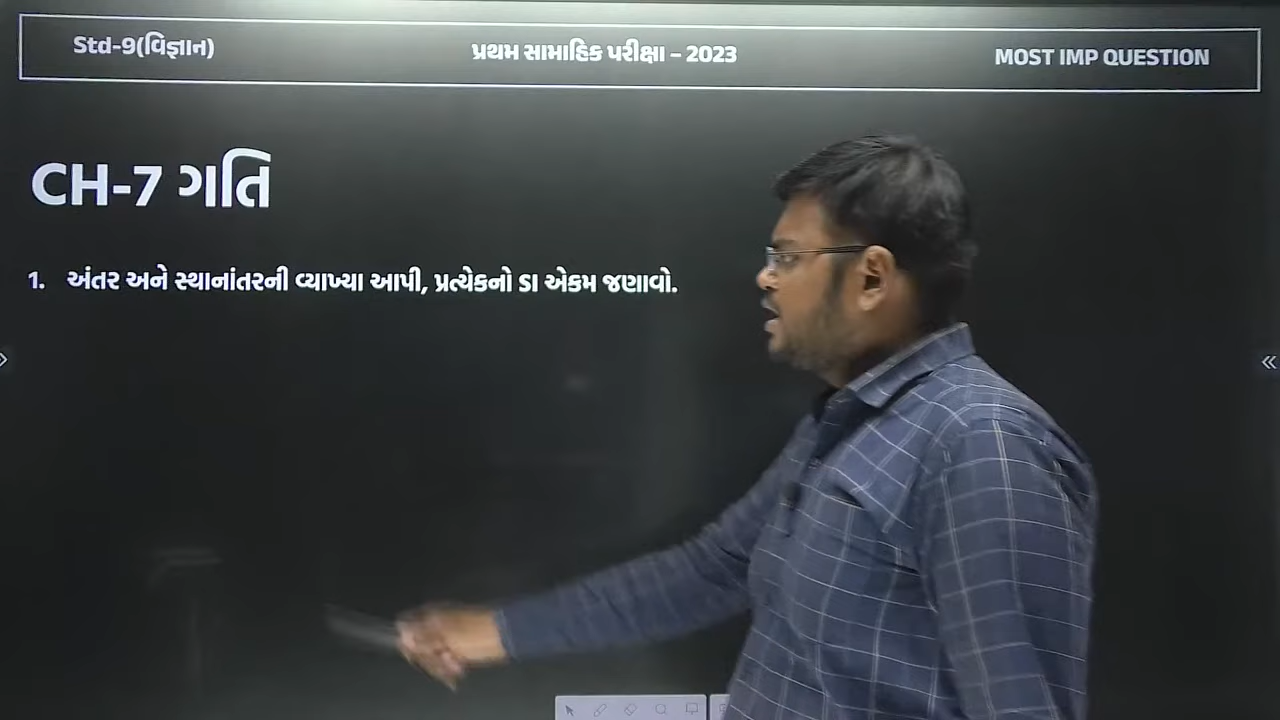 Std-9(વિજ્ઞાન)
પ્રથમ સામાહિક પરીક્ષા – 2023
MOST IMP QUESTION
CH-7 ગતિ
1. અંતર અને સ્થાનાંતરની વ્યાખ્યા આપી, પ્રત્યેકનો SI એકમ જણાવો.